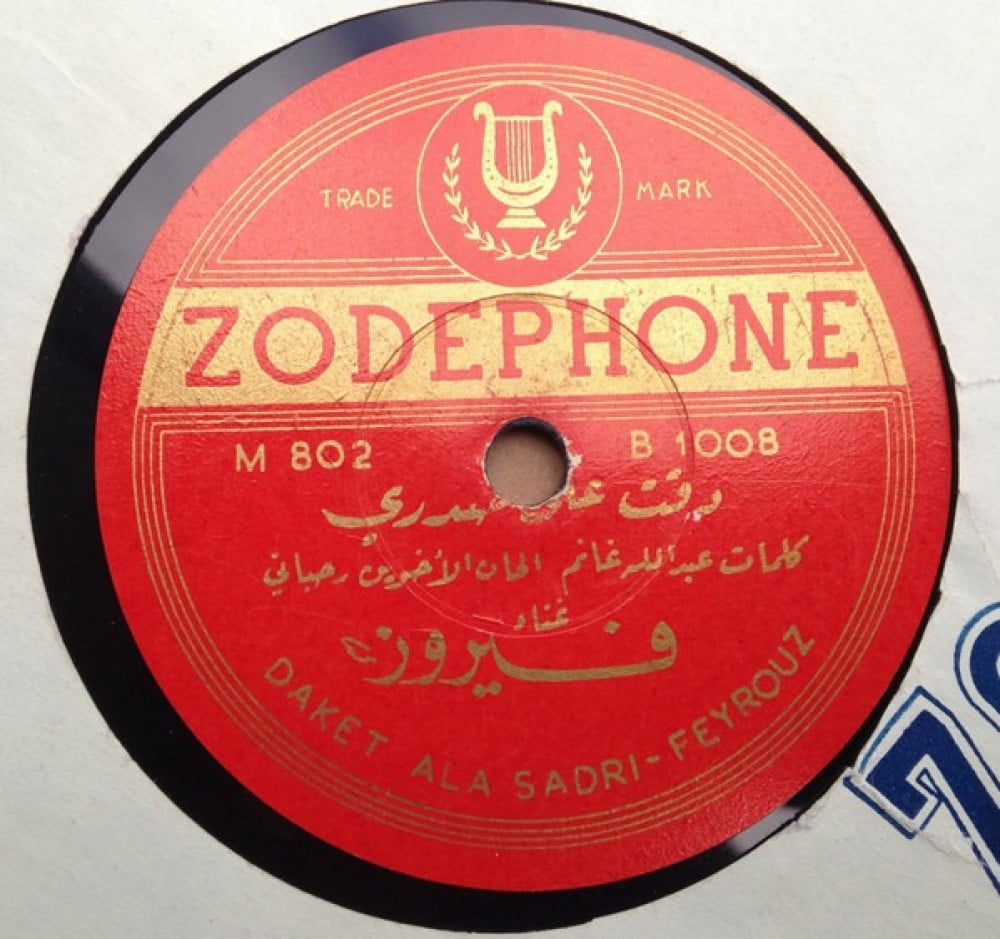 TRADE MARK
ZODEPHONE
M 802 B 1008
دقت على صدري
كلمات عبدالله غانم الحان الأخوين رحباني
غناء
فيروز
DAKET ALA SADRI-FEYROUZ
78